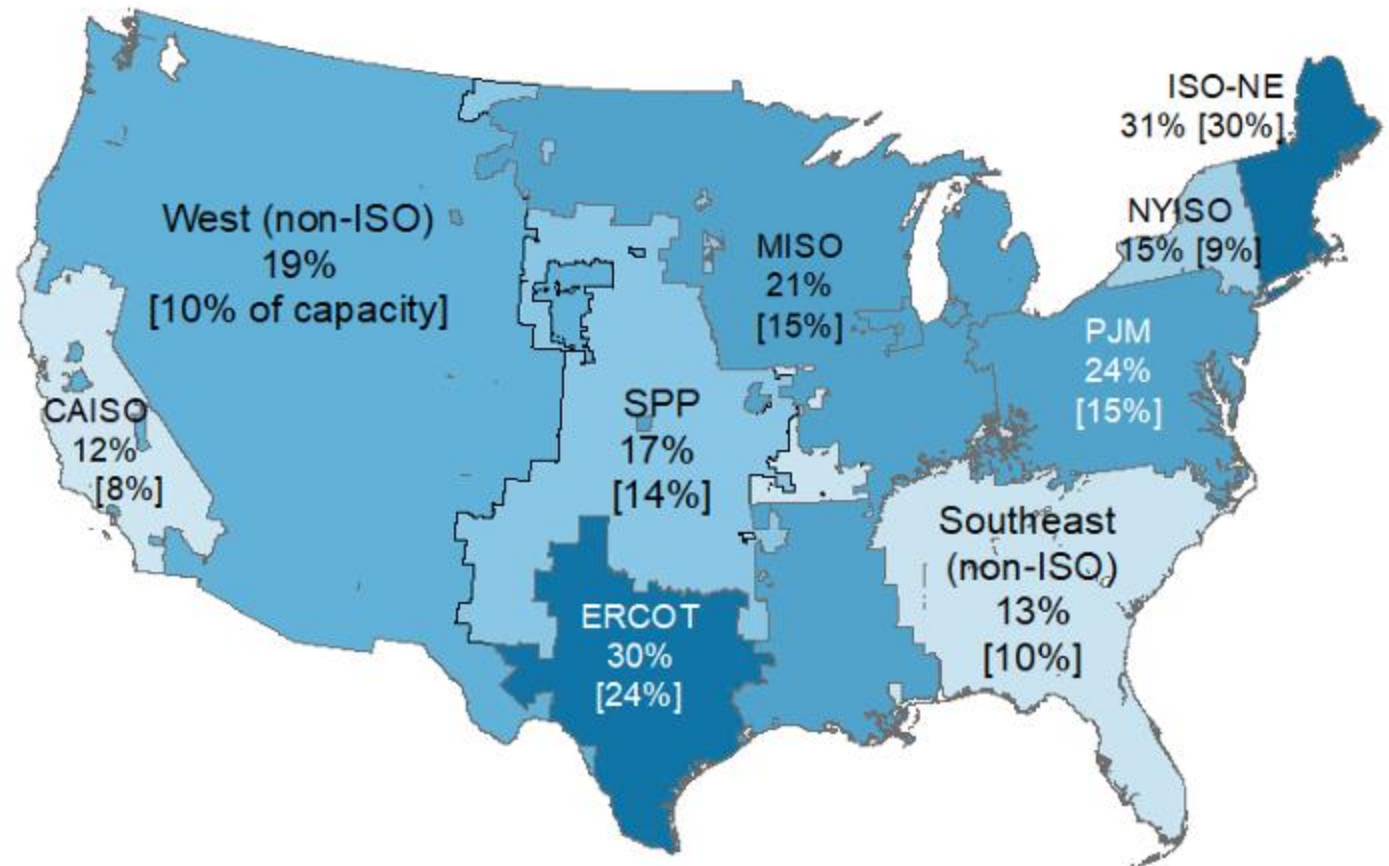 ISO-NE
31% [30%]
West (non-ISO)
19%
[10% of capacity]
NYISO
15% [9%]
MISO
21%
[15%]
PJM
24%
[15%]
CAISO
12%
[8%]
SPP
17%
[14%]
Southeast
(non-ISO)
13%
[10%]
ERCOT
30%
[24%]